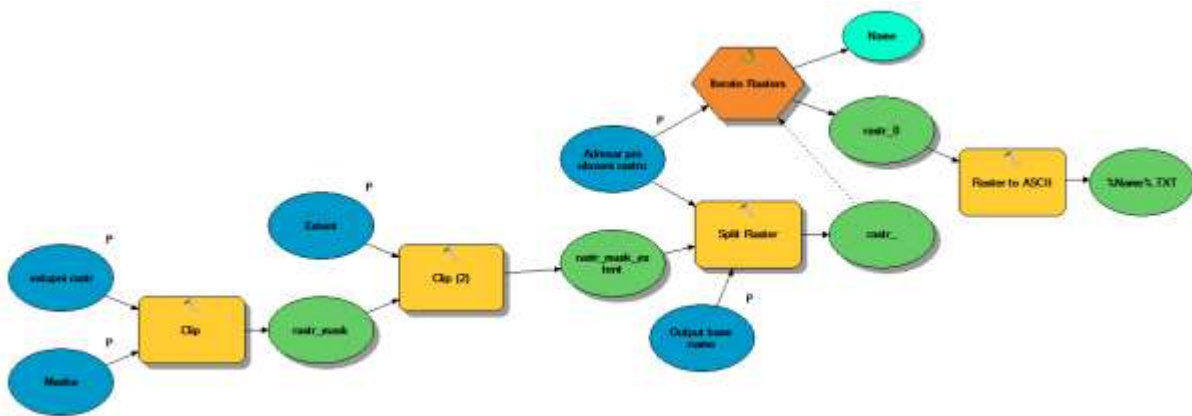 Name
Iterate Rasters
P
rastr_0
Adresar pro
ulozeni rastru
Raster to ASCII
%Name%.TXT
P
Extent
Split Raster
rastr_
rastr_mask_ex
tent
Clip (2)
P
vstupni rastr
P
Output base
name
Clip
rastr_mask
P
Maska